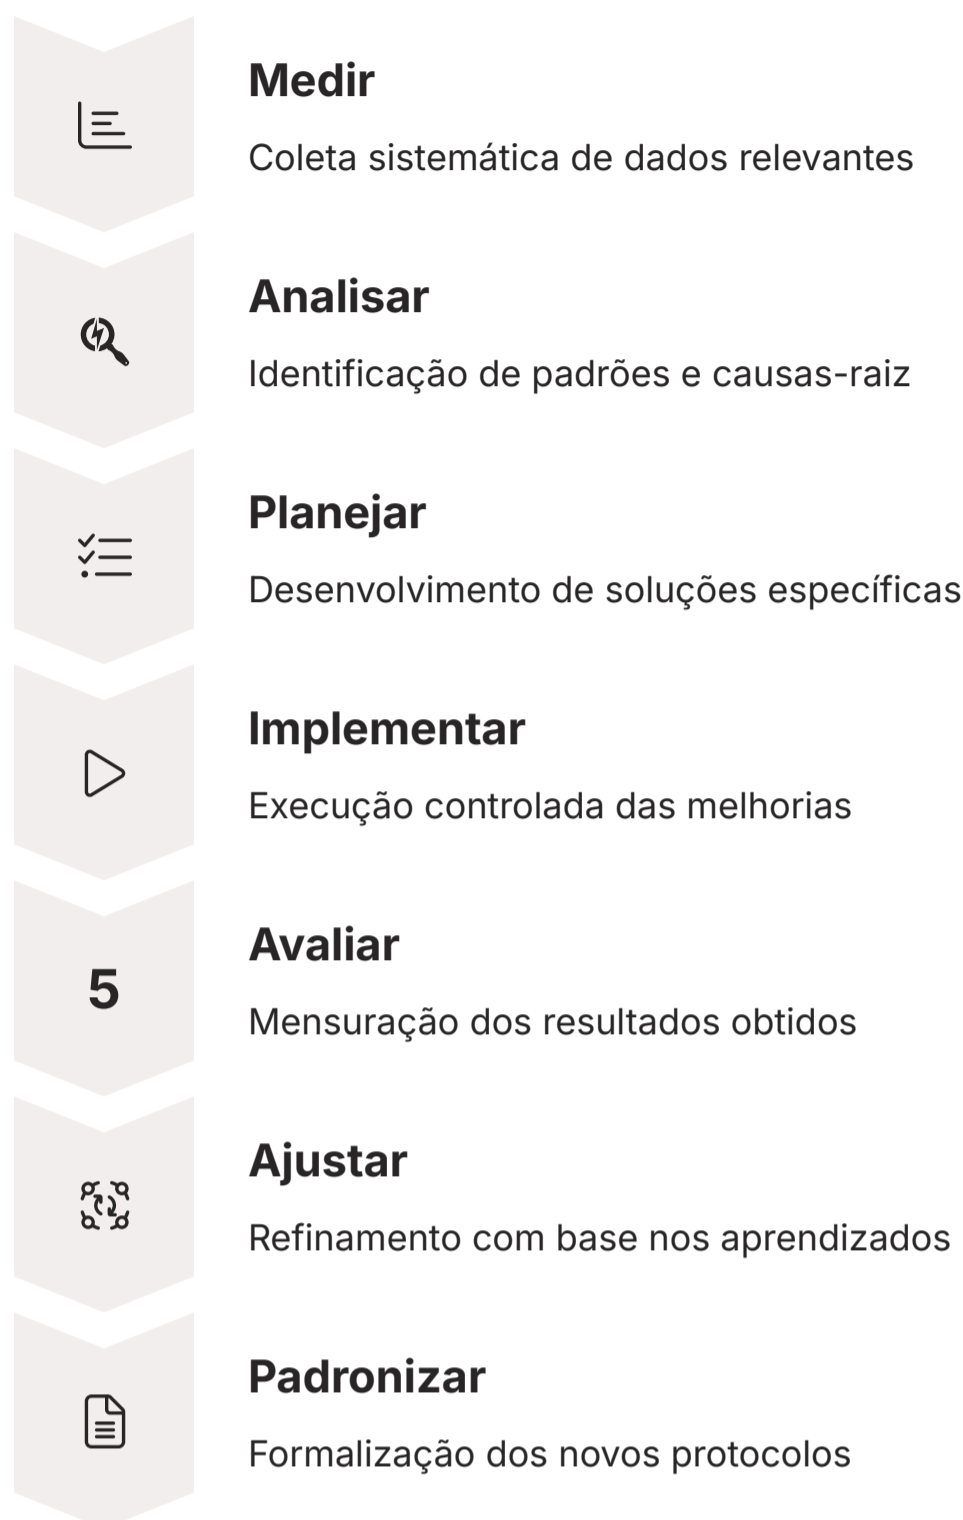 Medir
Coleta sistemática de dados relevantes
Analisar
Identificação de padrões e causas-raiz
Planejar
Desenvolvimento de soluções específicas
Implementar
Execução controlada das melhorias
5
Avaliar
Mensuração dos resultados obtidos
Ajustar
Refinamento com base nos aprendizados
Padronizar
Formalização dos novos protocolos